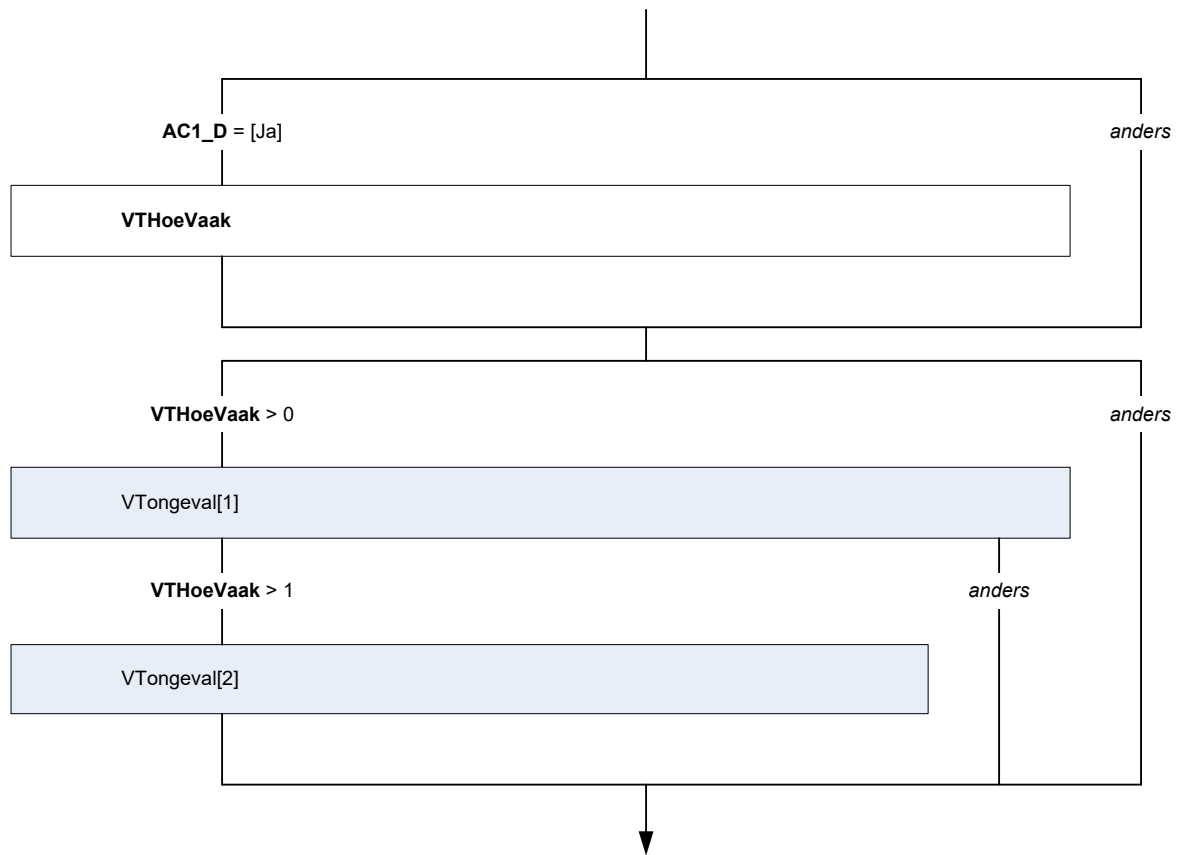 AC1_D = [Ja] anders
VTHoeVaak
VTHoeVaak > 0 anders
VTongeval[1]
VTHoeVaak > 1 anders
VTongeval[2]